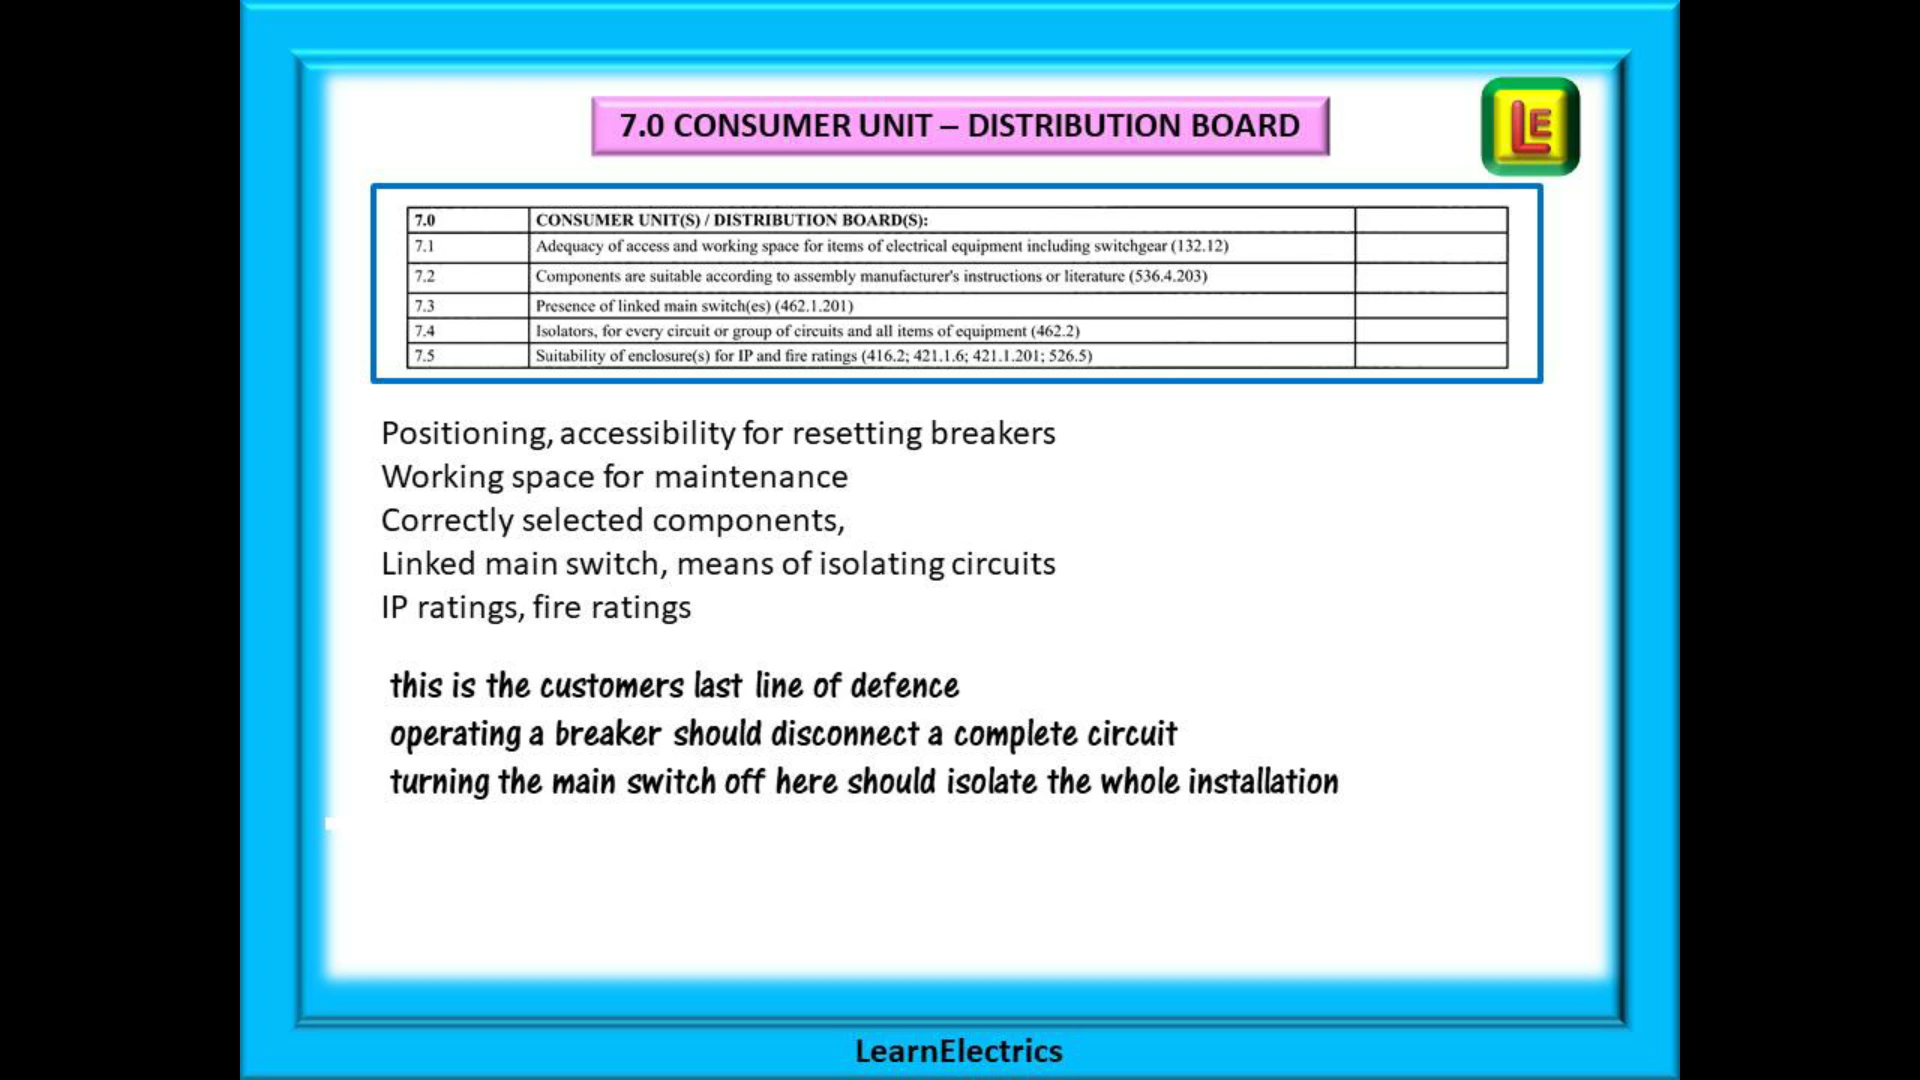 7.0 CONSUMER UNIT – DISTRIBUTION BOARD
LE
7.0 CONSUMER UNIT(S) / DISTRIBUTION BOARD(S):
7.1 Adequacy of access and working space for items of electrical equipment including switchgear (132.12)
7.2 Components are suitable according to assembly manufacturer's instructions or literature (536.4.203)
7.3 Presence of linked main switch(es) (462.1.201)
7.4 Isolators, for every circuit or group of circuits and all items of equipment (462.2)
7.5 Suitability of enclosure(s) for IP and fire ratings (416.2; 421.1.6; 421.1.201; 526.5)
Positioning, accessibility for resetting breakers
Working space for maintenance
Correctly selected components,
Linked main switch, means of isolating circuits
IP ratings, fire ratings
this is the customers last line of defence
operating a breaker should disconnect a complete circuit
turning the main switch off here should isolate the whole installation
LearnElectrics